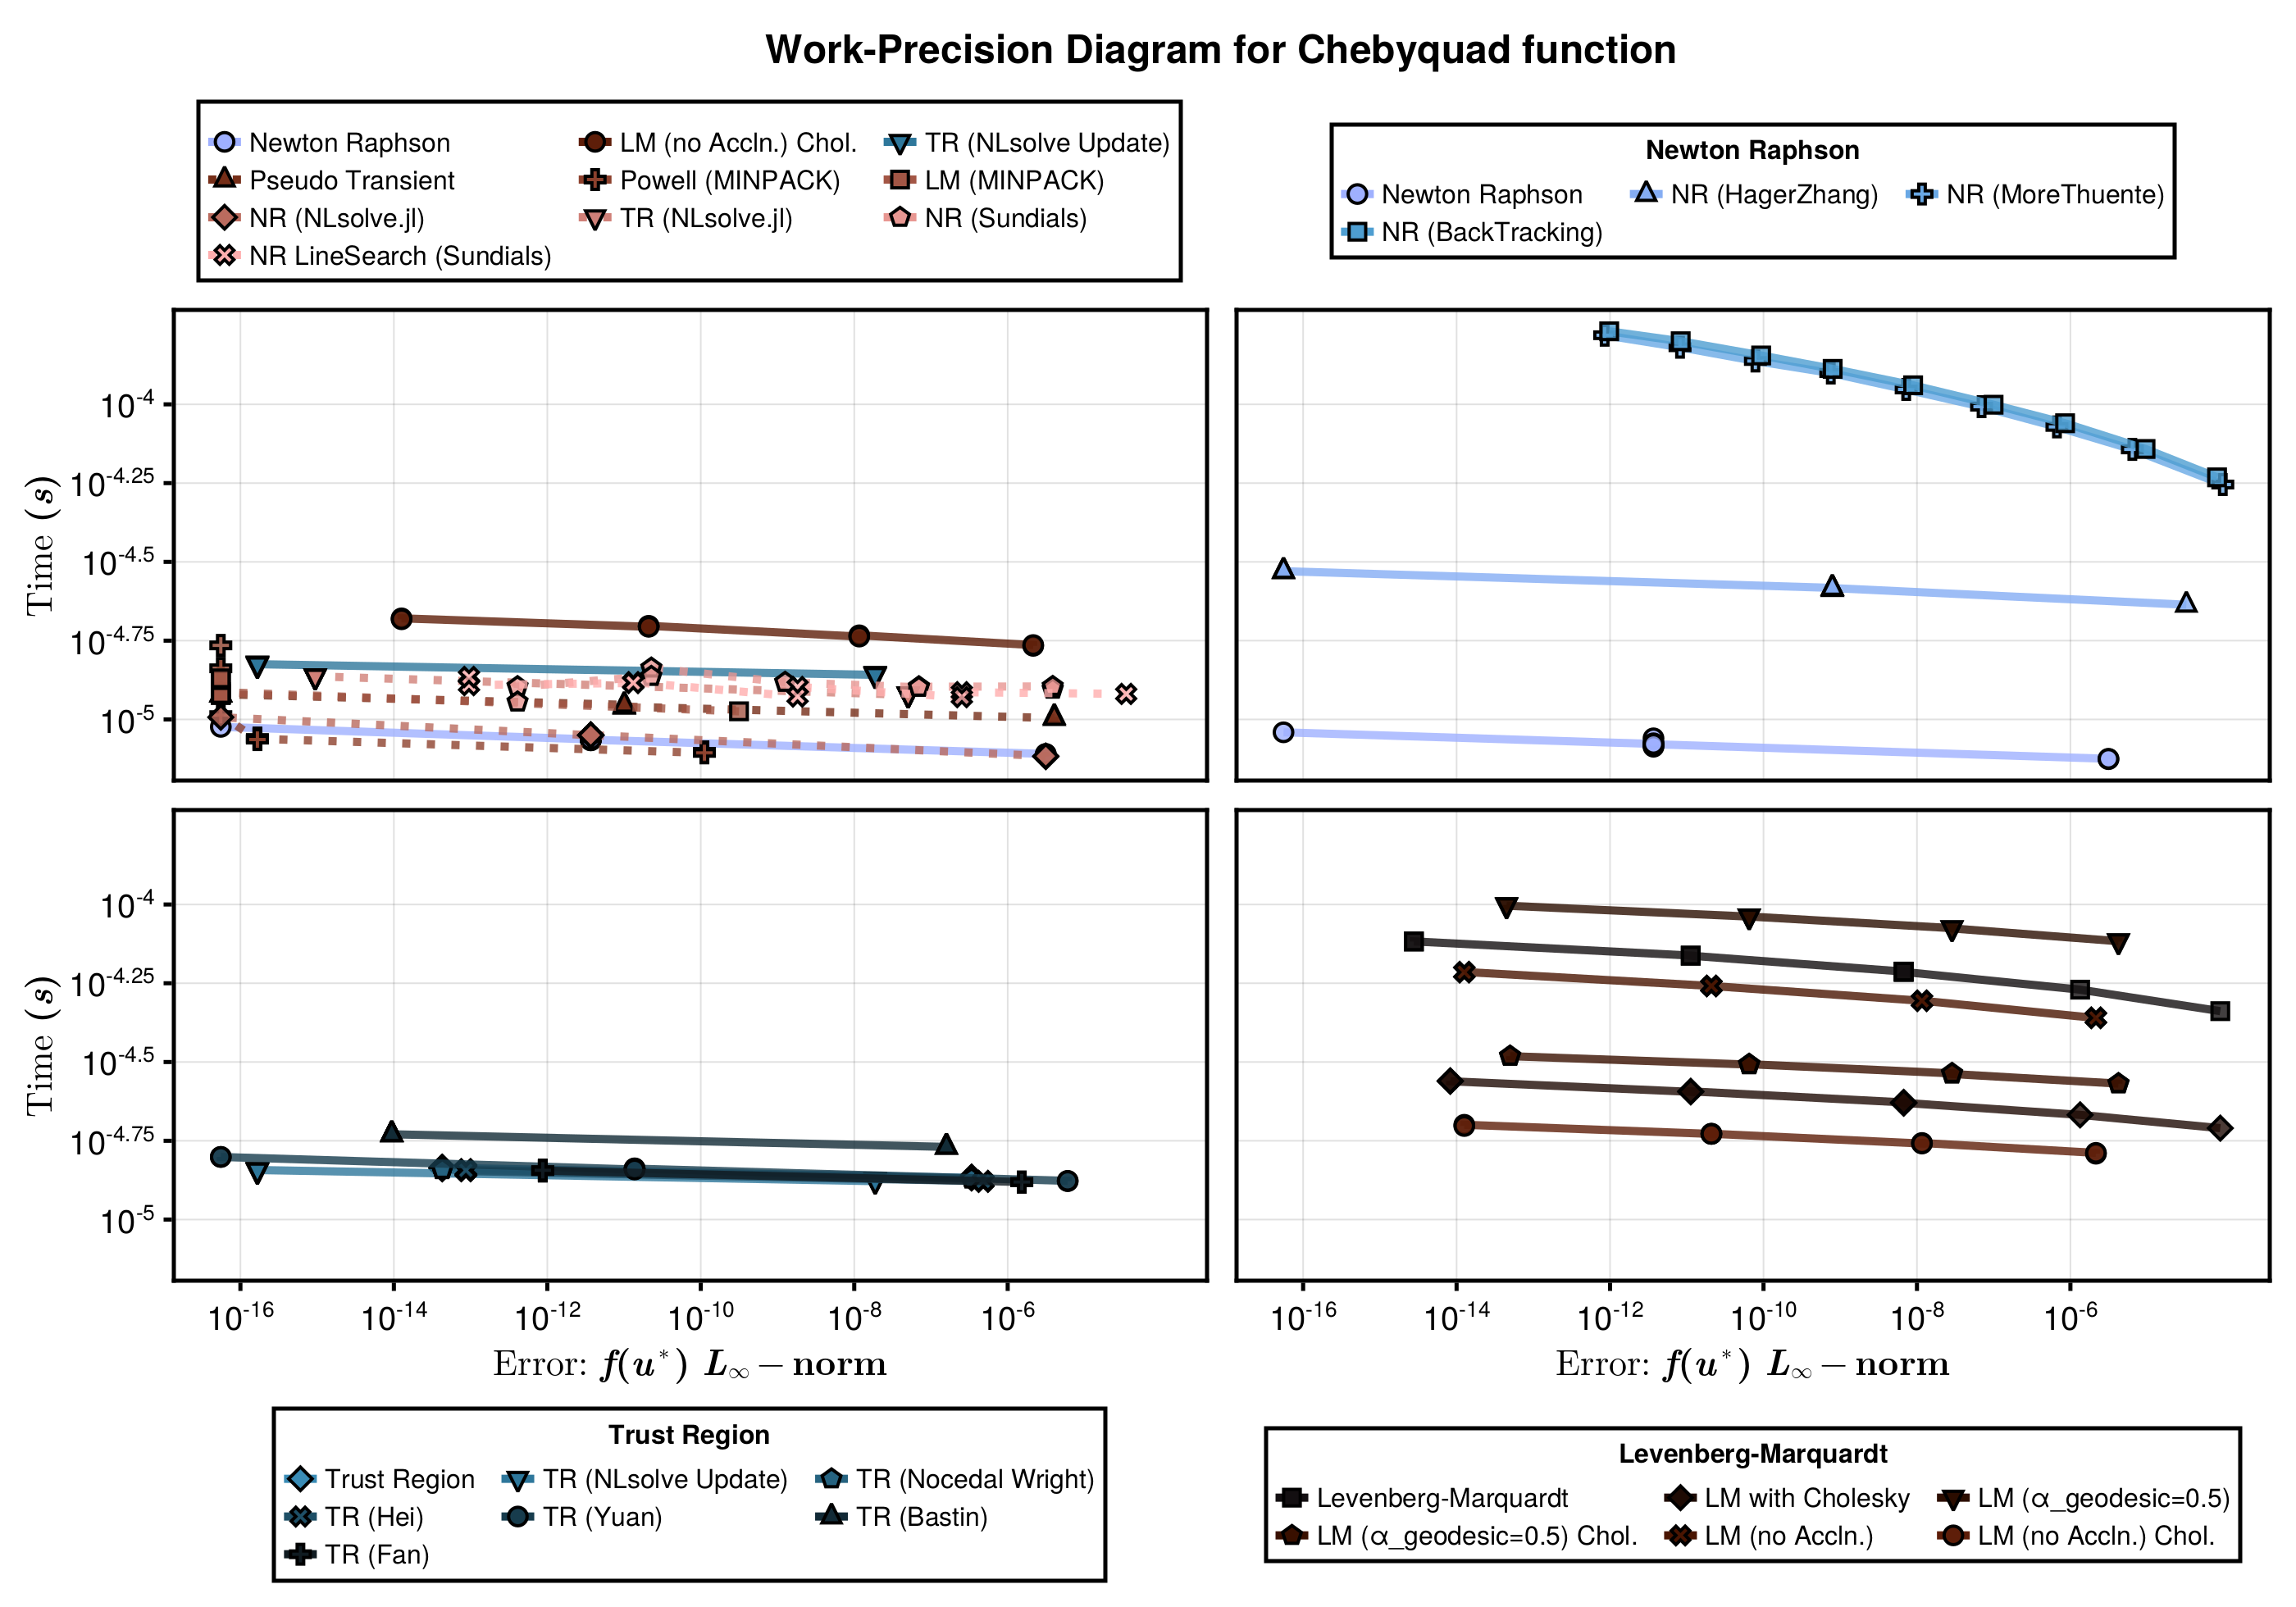 Work-Precision Diagram for Chebyquad function
Newton Raphson LM (no Accln.) Chol. TR (NLsolve Update)
Pseudo Transient Powell (MINPACK) LM (MINPACK)
NR (NLsolve.jl) TR (NLsolve.jl) NR (Sundials)
NR LineSearch (Sundials)
Newton Raphson
Newton Raphson NR (HagerZhang) NR (MoreThuente)
NR (BackTracking)
Time (s)
10^-4
10^-4.25
10^-4.5
10^-4.75
10^-5
Time (s)
10^-4
10^-4.25
10^-4.5
10^-4.75
10^-5
10^-16 10^-14 10^-12 10^-10 10^-8 10^-6
10^-16 10^-14 10^-12 10^-10 10^-8 10^-6
Error: f(u*) L∞ − norm
Error: f(u*) L∞ − norm
Trust Region
Trust Region TR (NLsolve Update) TR (Nocedal Wright)
TR (Hei) TR (Yuan) TR (Bastin)
TR (Fan)
Levenberg-Marquardt
Levenberg-Marquardt LM with Cholesky LM (α_geodesic=0.5)
LM (α_geodesic=0.5) Chol. LM (no Accln.) LM (no Accln.) Chol.